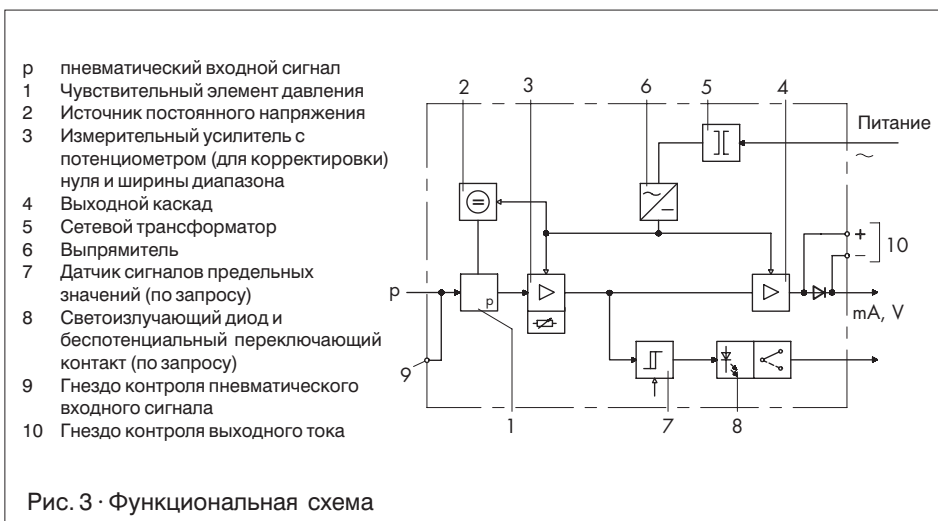 p пневматический входной сигнал
1 Чувствительный элемент давления
2 Источник постоянного напряжения
3 Измерительный усилитель с
потенциометром (для корректировки)
нуля и ширины диапазона
4 Выходной каскад
5 Сетевой трансформатор
6 Выпрямитель
7 Датчик сигналов предельных
значений (по запросу)
8 Светоизлучающий диод и
беспотенциальный переключающий
контакт (по запросу)
9 Гнездо контроля пневматического
входного сигнала
10 Гнездо контроля выходного тока
2 3 6 5 4
Питание
~
+
10
−
p
p
mA, V
9
1 7 8
Рис. 3 · Функциональная схема